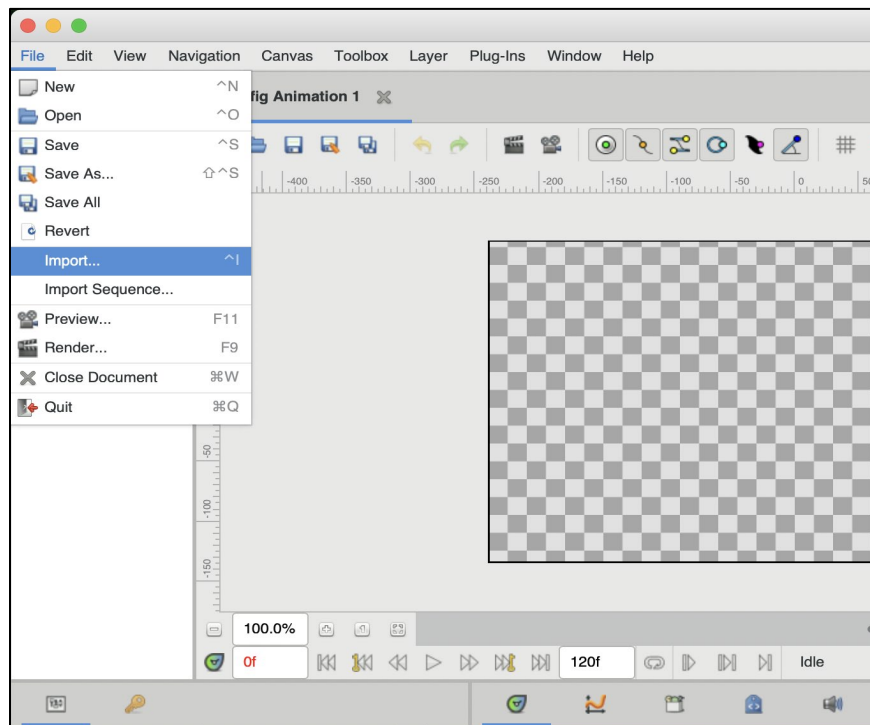 File Edit View Navigation Canvas Toolbox Layer Plug-Ins Window Help
New ^N
fig Animation 1
Open ^O
Save ^S
Save As... ⇧^S
Save All
Revert
Import... ^I
Import Sequence...
Preview... F11
Render... F9
Close Document ⌘W
Quit ⌘Q
-400 -350 -300 -250 -200 -150 -100 -50 0 50
-50
-100
-150
100.0%
0f 120f Idle